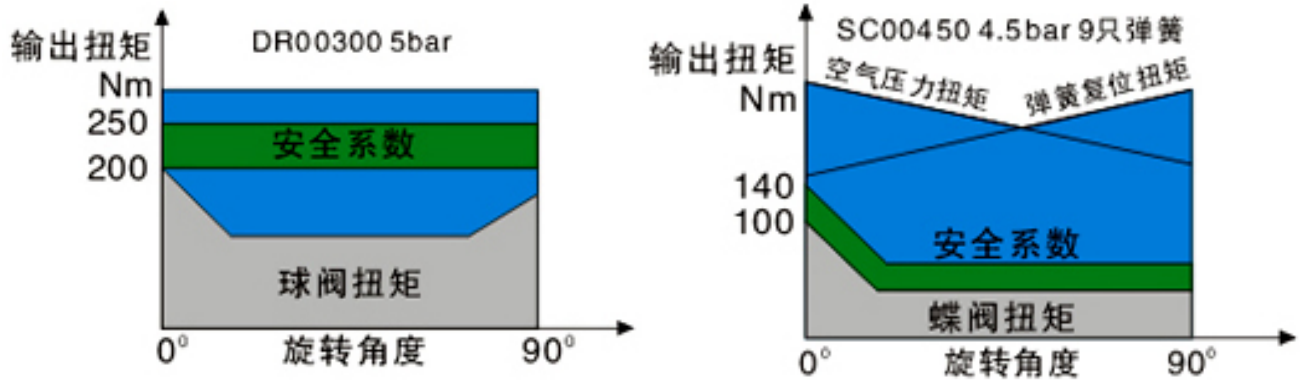 输出扭矩
Nm
DR00300 5bar
250
200
安全系数
球阀扭矩
0°
旋转角度
90°
输出扭矩
Nm
SC00450 4.5bar 9只弹簧
空气压力扭矩
弹簧复位扭矩
140
100
安全系数
蝶阀扭矩
0°
旋转角度
90°